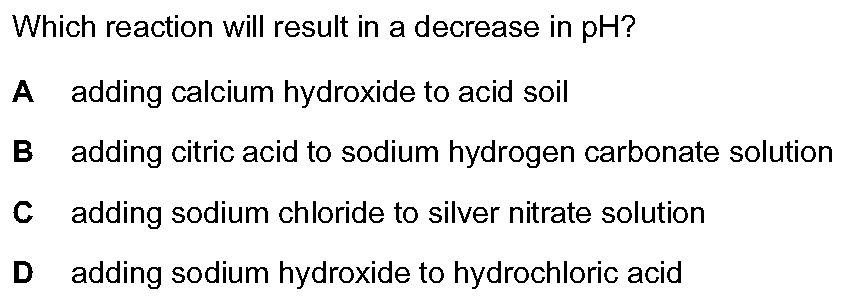 Which reaction will result in a decrease in pH?
A adding calcium hydroxide to acid soil
B adding citric acid to sodium hydrogen carbonate solution
C adding sodium chloride to silver nitrate solution
D adding sodium hydroxide to hydrochloric acid